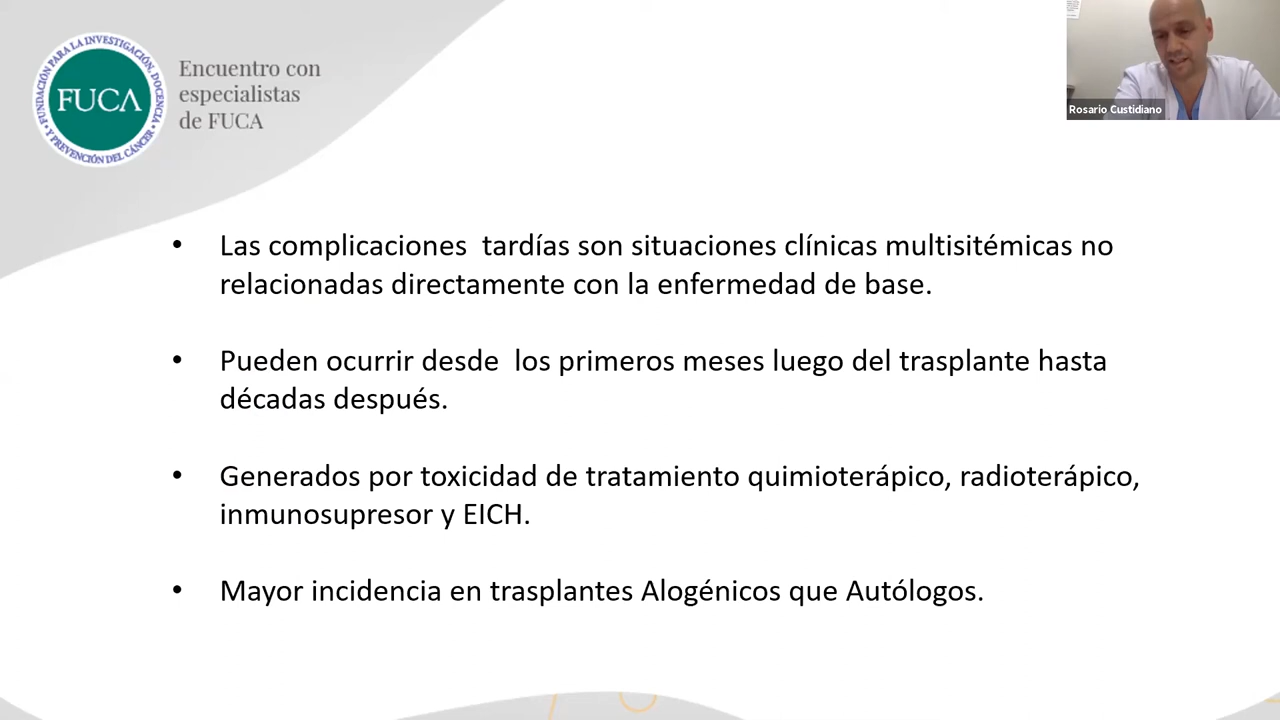 FUNDACIÓN PARA LA INVESTIGACIÓN, DOCENCIA
Y PREVENCIÓN DEL CÁNCER
FUCA
Encuentro con
especialistas
de FUCA
Rosario Custidiano
• Las complicaciones  tardías son situaciones clínicas multisitémicas no
relacionadas directamente con la enfermedad de base.
• Pueden ocurrir desde  los primeros meses luego del trasplante hasta
décadas después.
• Generados por toxicidad de tratamiento quimioterápico, radioterápico,
inmunosupresor y EICH.
• Mayor incidencia en trasplantes Alogénicos que Autólogos.